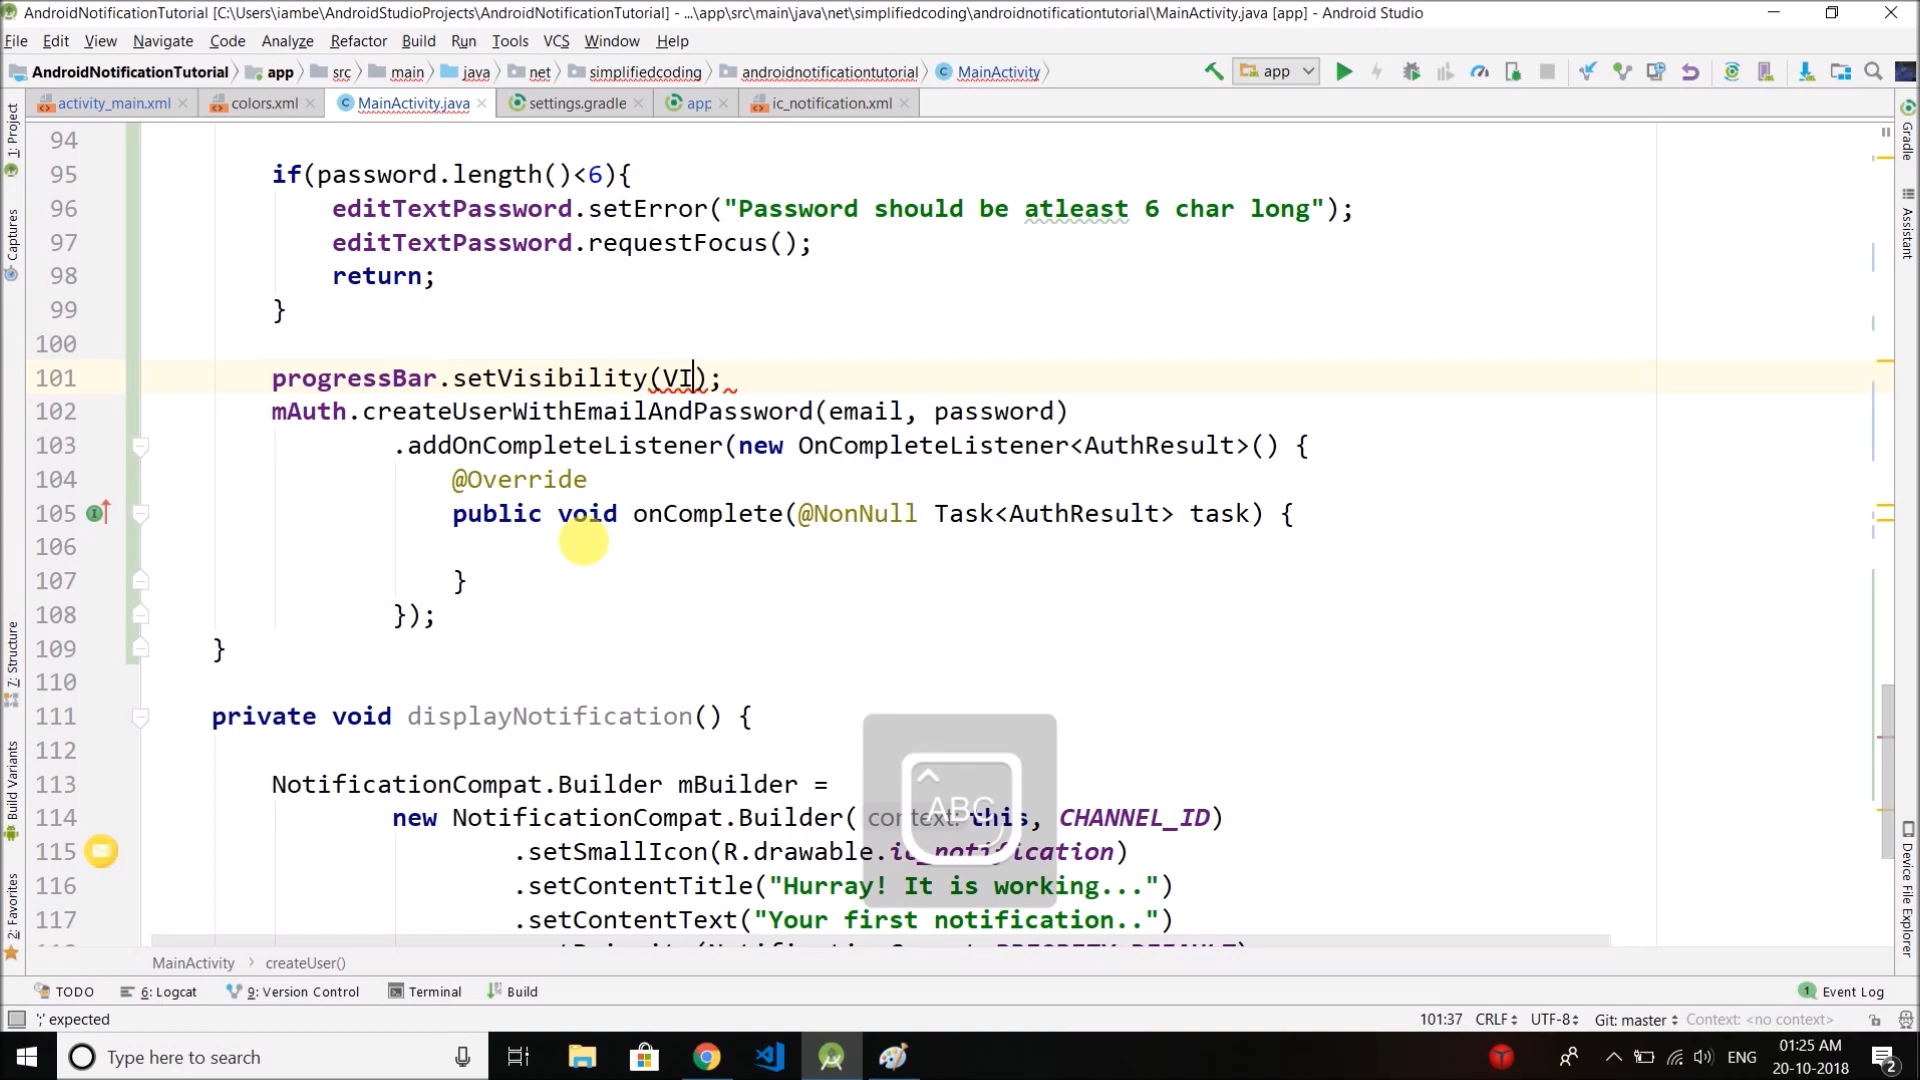 AndroidNotificationTutorial [C:\Users\iambe\AndroidStudioProjects\AndroidNotificationTutorial] - ...\app\src\main\java\net\simplifiedcoding\androidnotificationtutorial\MainActivity.java [app] - Android Studio
File Edit View Navigate Code Analyze Refactor Build Run Tools VCS Window Help
AndroidNotificationTutorial app src main java net simplifiedcoding androidnotificationtutorial MainActivity app
activity_main.xml colors.xml MainActivity.java settings.gradle app ic_notification.xml
1: Project
Captures
7: Structure
Build Variants
2: Favorites
94
95 if(password.length()<6){
96 editTextPassword.setError("Password should be atleast 6 char long");
97 editTextPassword.requestFocus();
98 return;
99 }
100
101 progressBar.setVisibility(VI);
102 mAuth.createUserWithEmailAndPassword(email, password)
103 .addOnCompleteListener(new OnCompleteListener<AuthResult>() {
104 @Override
105 public void onComplete(@NonNull Task<AuthResult> task) {
106
107 }
108 });
109 }
110
111 private void displayNotification() {
112
113 NotificationCompat.Builder mBuilder =
114 new NotificationCompat.Builder( context: this, CHANNEL_ID)
115 .setSmallIcon(R.drawable.ic_notification)
116 .setContentTitle("Hurray! It is working...")
117 .setContentText("Your first notification..")
ABC
Gradle
Assistant
Device File Explorer
MainActivity createUser()
TODO 6: Logcat 9: Version Control Terminal Build 1 Event Log
';' expected 101:37 CRLF UTF-8 Git: master Context: <no context>
Type here to search ENG 01:25 AM
20-10-2018 2